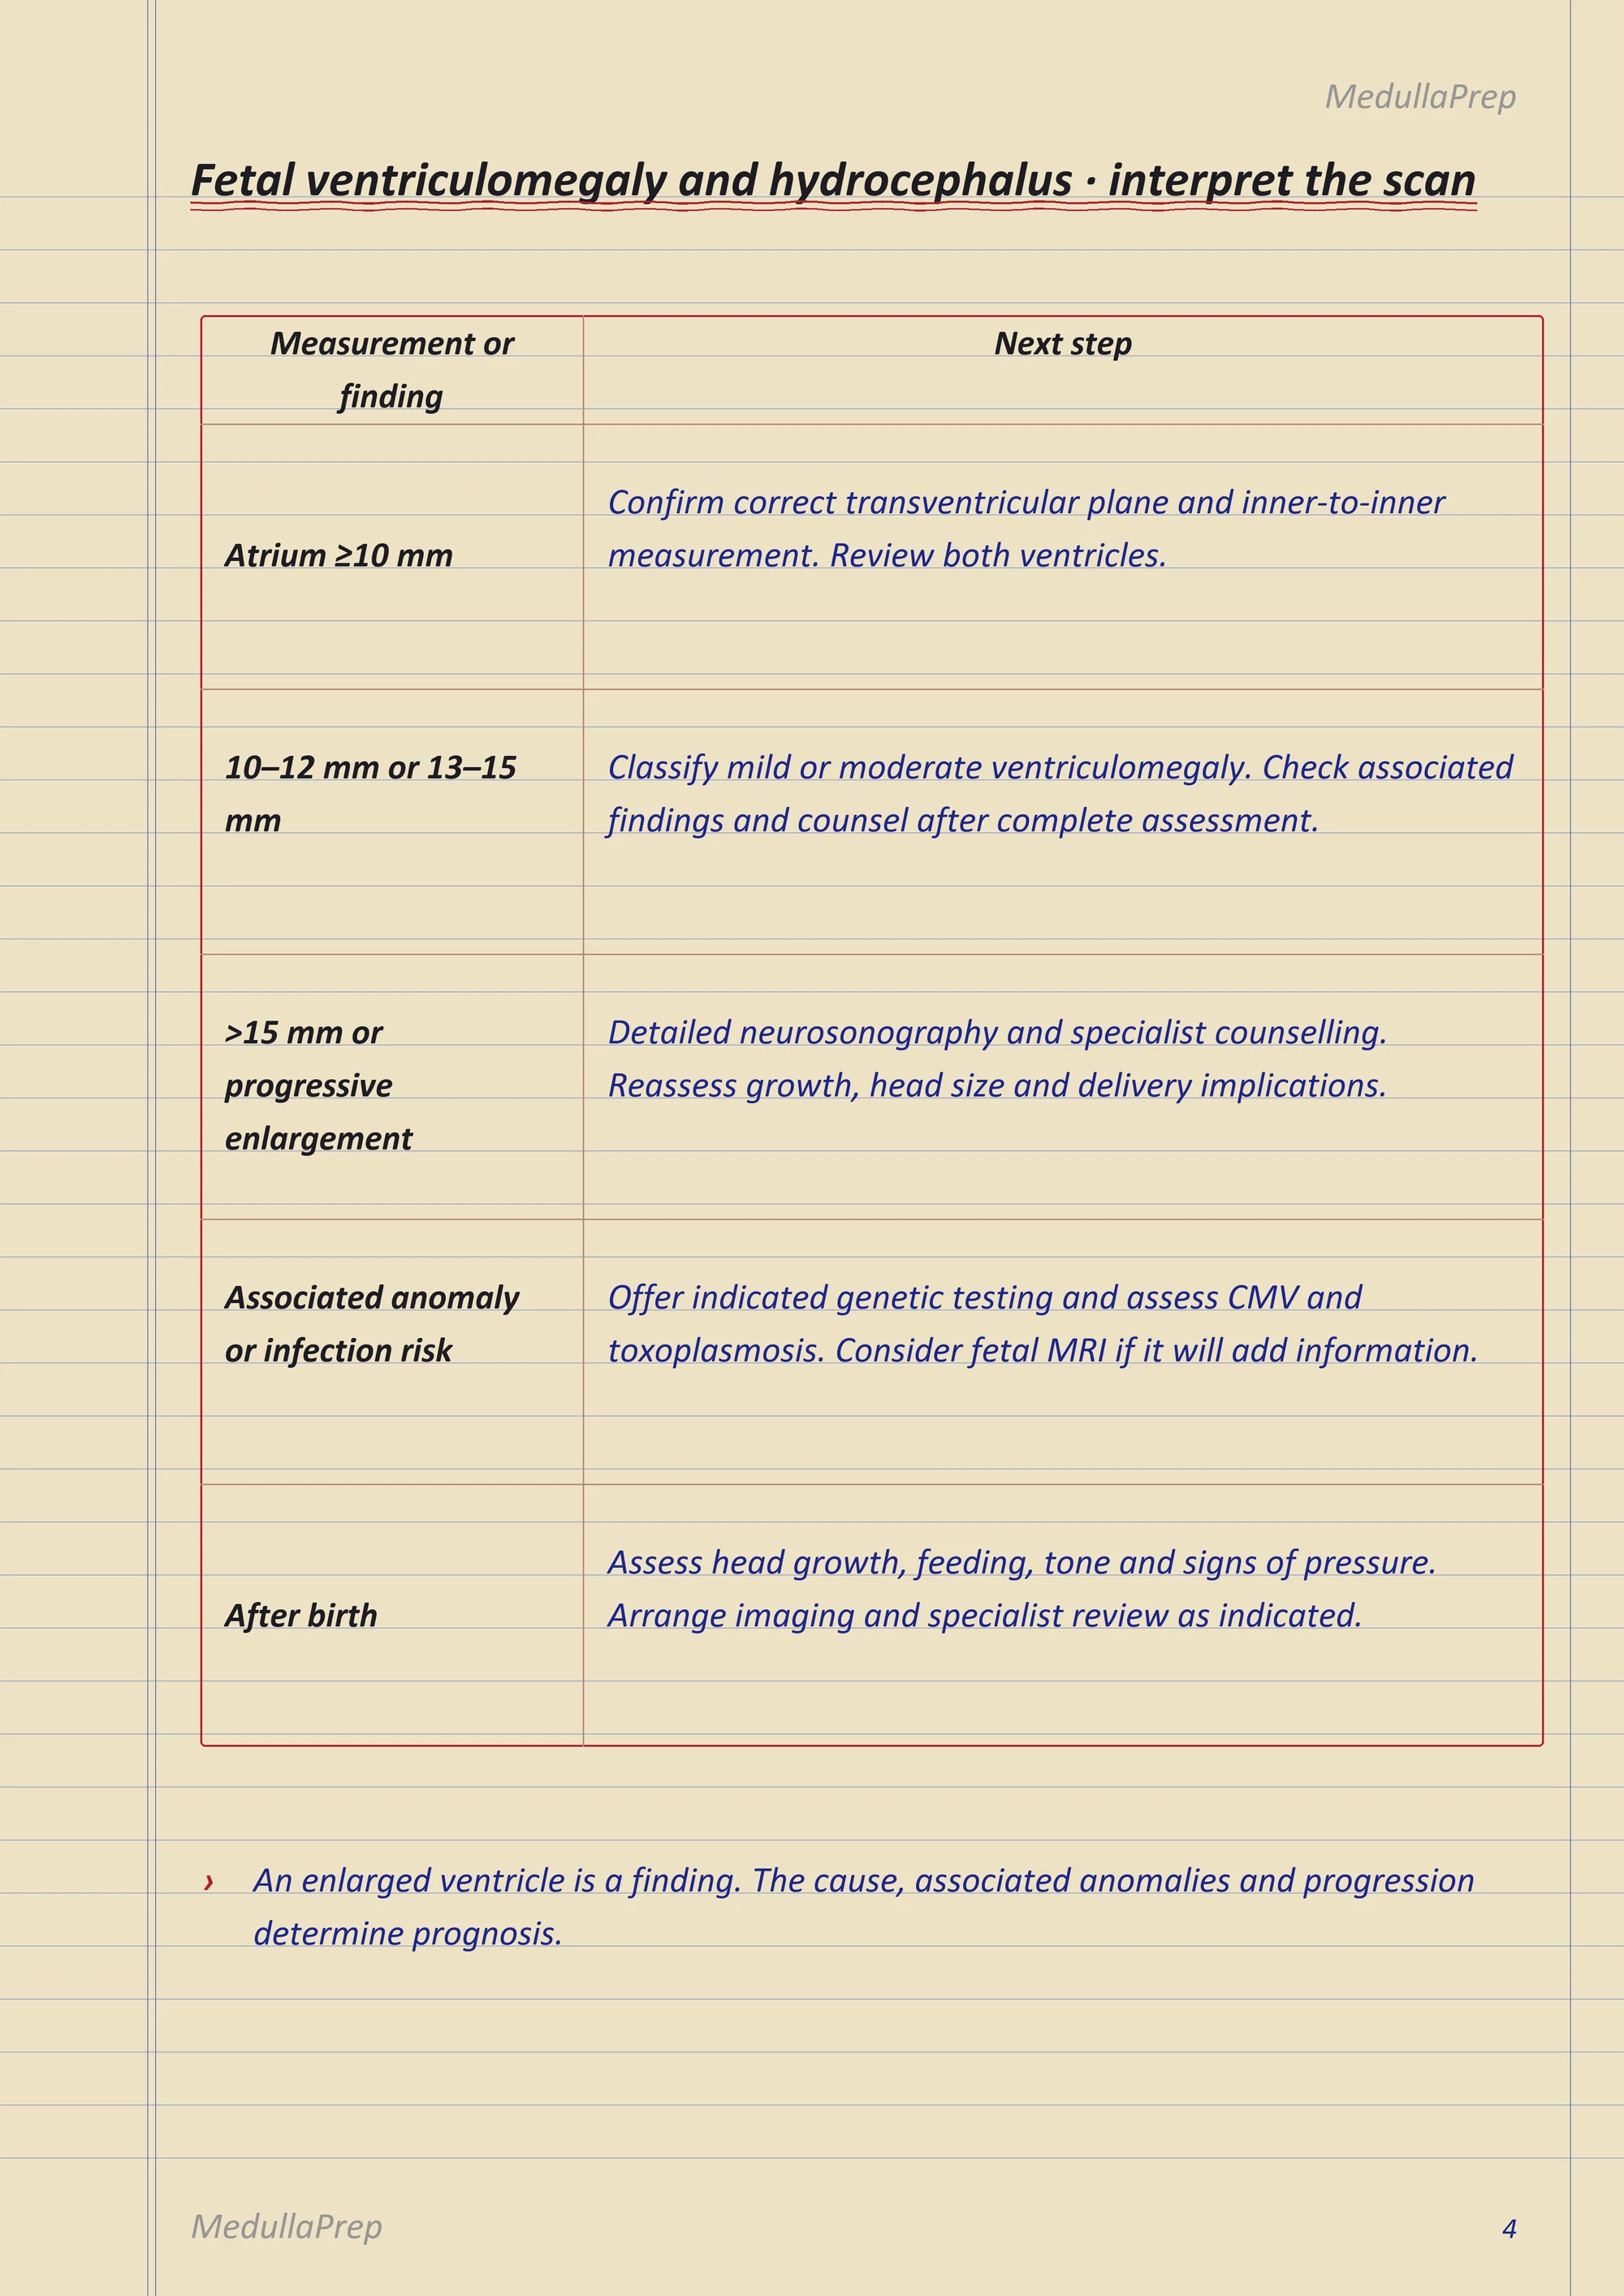 MedullaPrep
Fetal ventriculomegaly and hydrocephalus · interpret the scan
Measurement or
finding
Next step
Atrium ≥10 mm
Confirm correct transventricular plane and inner-to-inner
measurement. Review both ventricles.
10–12 mm or 13–15
mm
Classify mild or moderate ventriculomegaly. Check associated
findings and counsel after complete assessment.
>15 mm or
progressive
enlargement
Detailed neurosonography and specialist counselling.
Reassess growth, head size and delivery implications.
Associated anomaly
or infection risk
Offer indicated genetic testing and assess CMV and
toxoplasmosis. Consider fetal MRI if it will add information.
After birth
Assess head growth, feeding, tone and signs of pressure.
Arrange imaging and specialist review as indicated.
› An enlarged ventricle is a finding. The cause, associated anomalies and progression
determine prognosis.
MedullaPrep
4